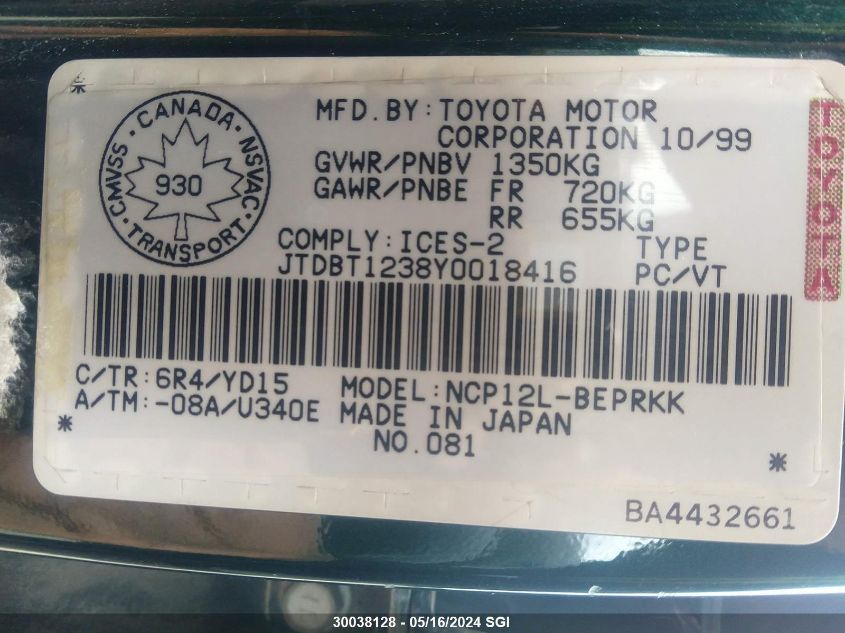 CANADA · NSVAC · TRANSPORT · CMVSS
930
MFD.BY:TOYOTA MOTOR
CORPORATION 10/99
GVWR/PNBV 1350KG
GAWR/PNBE FR 720KG
RR 655KG
COMPLY:ICES-2 TYPE
JTDBT1238Y0018416 PC/VT
TOYOTA
C/TR:6R4/YD15 MODEL:NCP12L-BEPRKK
A/TM:-08A/U340E MADE IN JAPAN
NO.081
BA4432661
30038128 - 05/16/2024 SGI